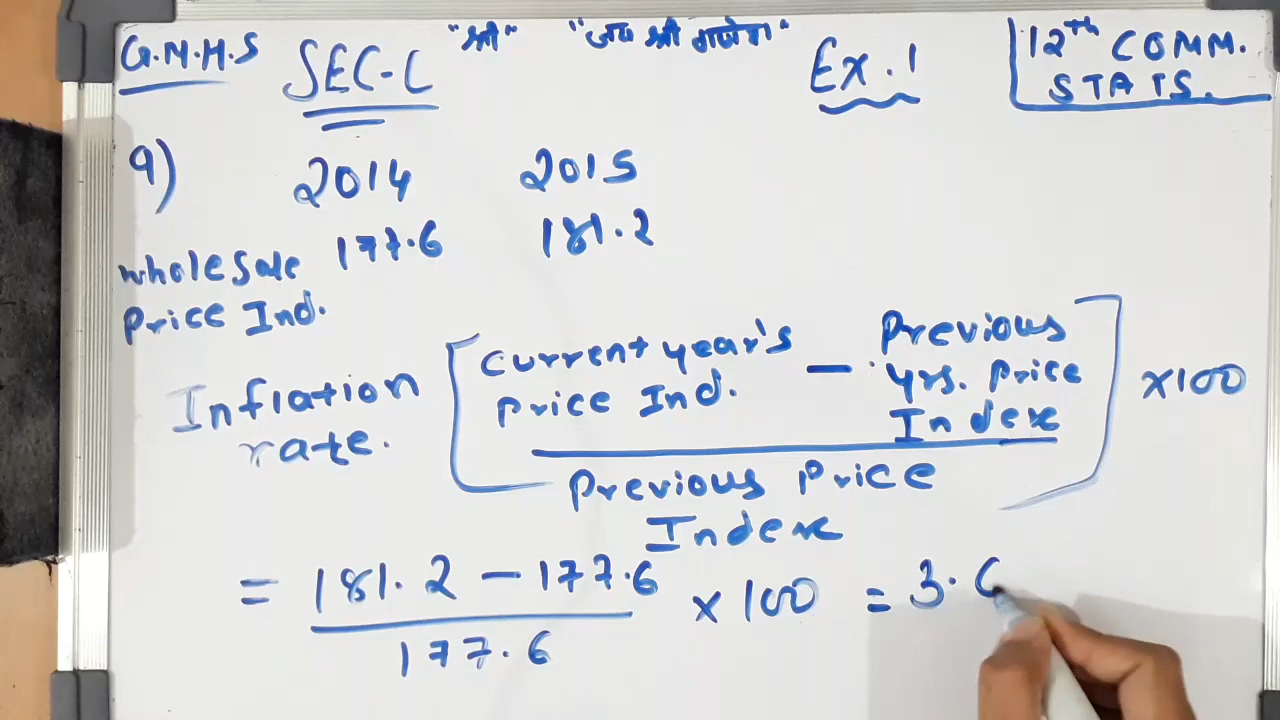 G.M.H.S SEC-C "श्री" "जय श्री गणेश" Ex.1 12th COMM. STATS.
9) 2014 2015
Wholesale Price Ind. 177.6 181.2
Inflation rate. [ Current year's Price Ind. — Previous yrs. Price Index ] ×100
Previous Price Index
= 181.2 — 177.6 ×100 = 3.
177.6